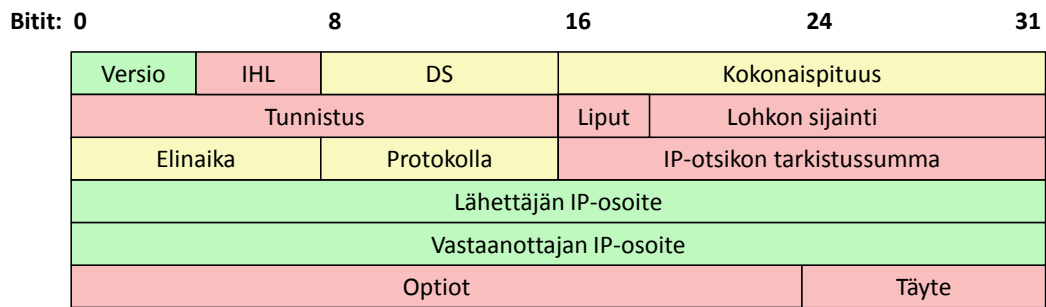 Bitit: 0 8 16 24 31
Versio IHL DS Kokonaispituus
Tunnistus Liput Lohkon sijainti
Elinaika Protokolla IP-otsikon tarkistussumma
Lähettäjän IP-osoite
Vastaanottajan IP-osoite
Optiot Täyte